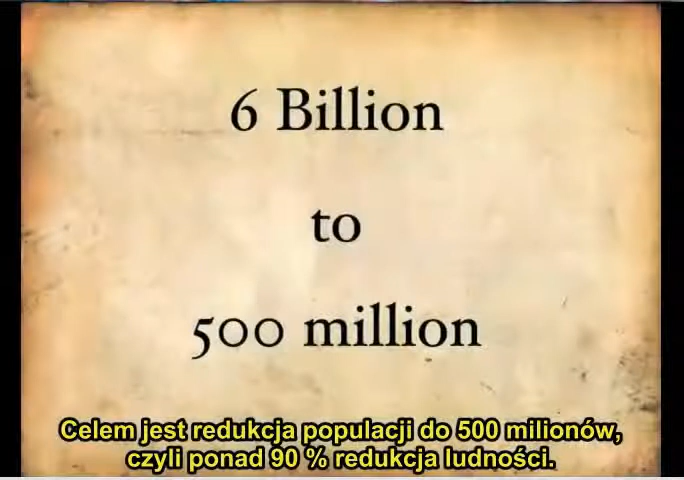 6 Billion
to
500 million
Celem jest redukcja populacji do 500 milionów,
czyli ponad 90 % redukcja ludności.